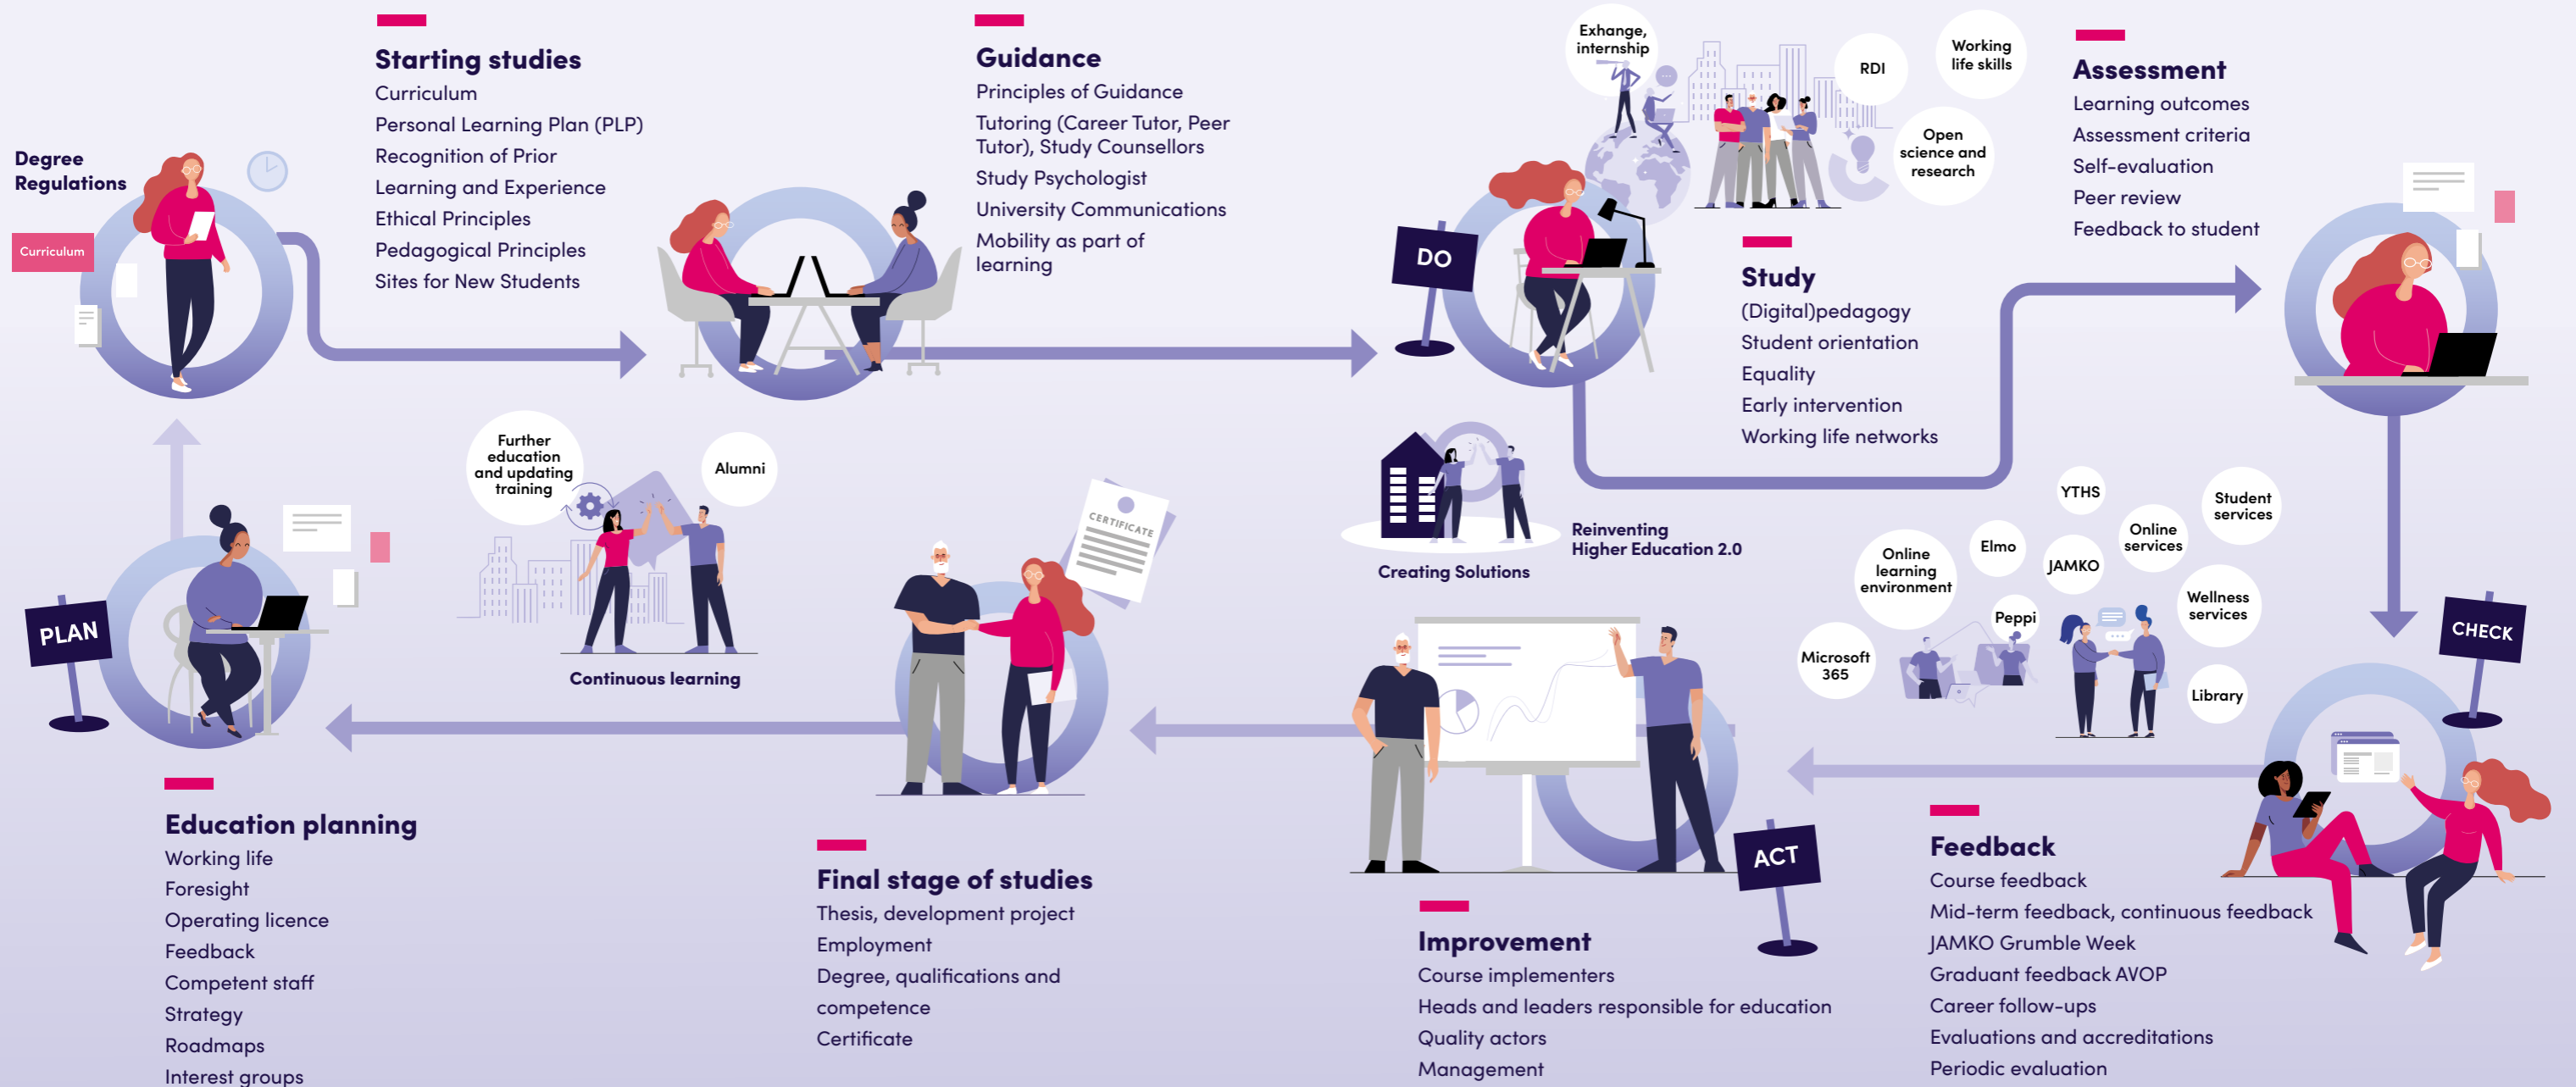 Degree
Regulations
Curriculum
Starting studies
Curriculum
Personal Learning Plan (PLP)
Recognition of Prior
Learning and Experience
Ethical Principles
Pedagogical Principles
Sites for New Students
Guidance
Principles of Guidance
Tutoring (Career Tutor, Peer
Tutor), Study Counsellors
Study Psychologist
University Communications
Mobility as part of
learning
DO
Exhange,
internship
RDI
Working
life skills
Open
science and
research
Study
(Digital)pedagogy
Student orientation
Equality
Early intervention
Working life networks
Assessment
Learning outcomes
Assessment criteria
Self-evaluation
Peer review
Feedback to student
CHECK
YTHS
Student
services
Online
services
Elmo
JAMKO
Online
learning
environment
Wellness
services
Peppi
Microsoft
365
Library
Feedback
Course feedback
Mid-term feedback, continuous feedback
JAMKO Grumble Week
Graduant feedback AVOP
Career follow-ups
Evaluations and accreditations
Periodic evaluation
Reinventing
Higher Education 2.0
Creating Solutions
ACT
Improvement
Course implementers
Heads and leaders responsible for education
Quality actors
Management
CERTIFICATE
Final stage of studies
Thesis, development project
Employment
Degree, qualifications and
competence
Certificate
Further
education
and updating
training
Alumni
Continuous learning
PLAN
Education planning
Working life
Foresight
Operating licence
Feedback
Competent staff
Strategy
Roadmaps
Interest groups